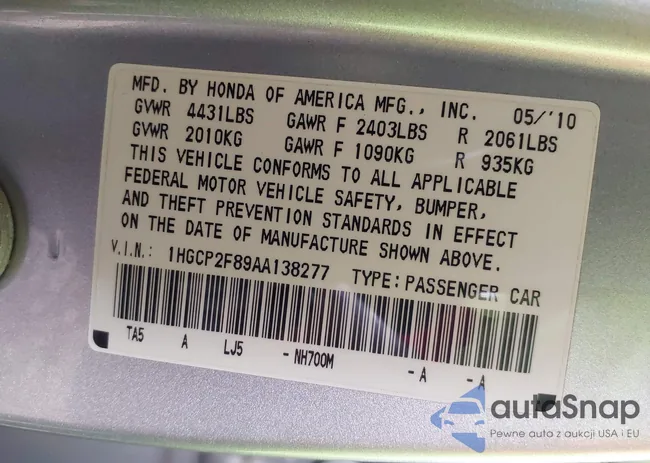 MFD. BY HONDA OF AMERICA MFG., INC. 05/'10
GVWR 4431LBS GAWR F 2403LBS R 2061LBS
GVWR 2010KG GAWR F 1090KG R 935KG
THIS VEHICLE CONFORMS TO ALL APPLICABLE
FEDERAL MOTOR VEHICLE SAFETY, BUMPER,
AND THEFT PREVENTION STANDARDS IN EFFECT
ON THE DATE OF MANUFACTURE SHOWN ABOVE.
V.I.N.: 1HGCP2F89AA138277 TYPE:PASSENGER CAR
TA5 A LJ5 -NH700M -A -A
autaSnap
Pewne auto z aukcji USA i EU